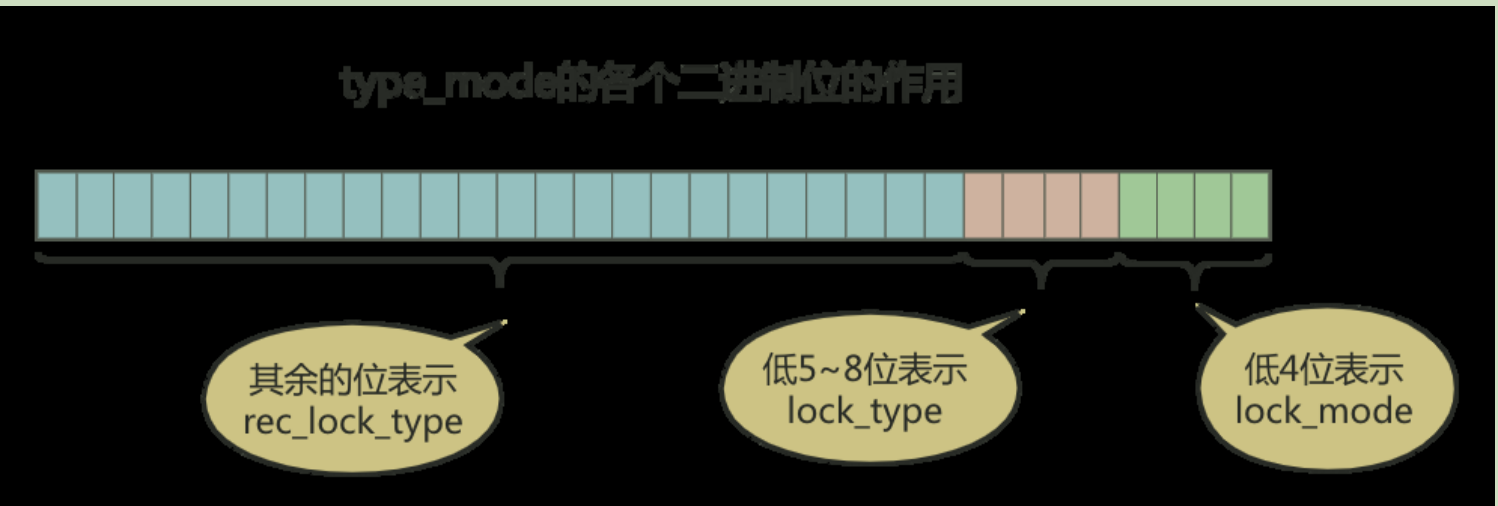 type_mode的各个二进制位的作用
其余的位表示
rec_lock_type
低5~8位表示
lock_type
低4位表示
lock_mode